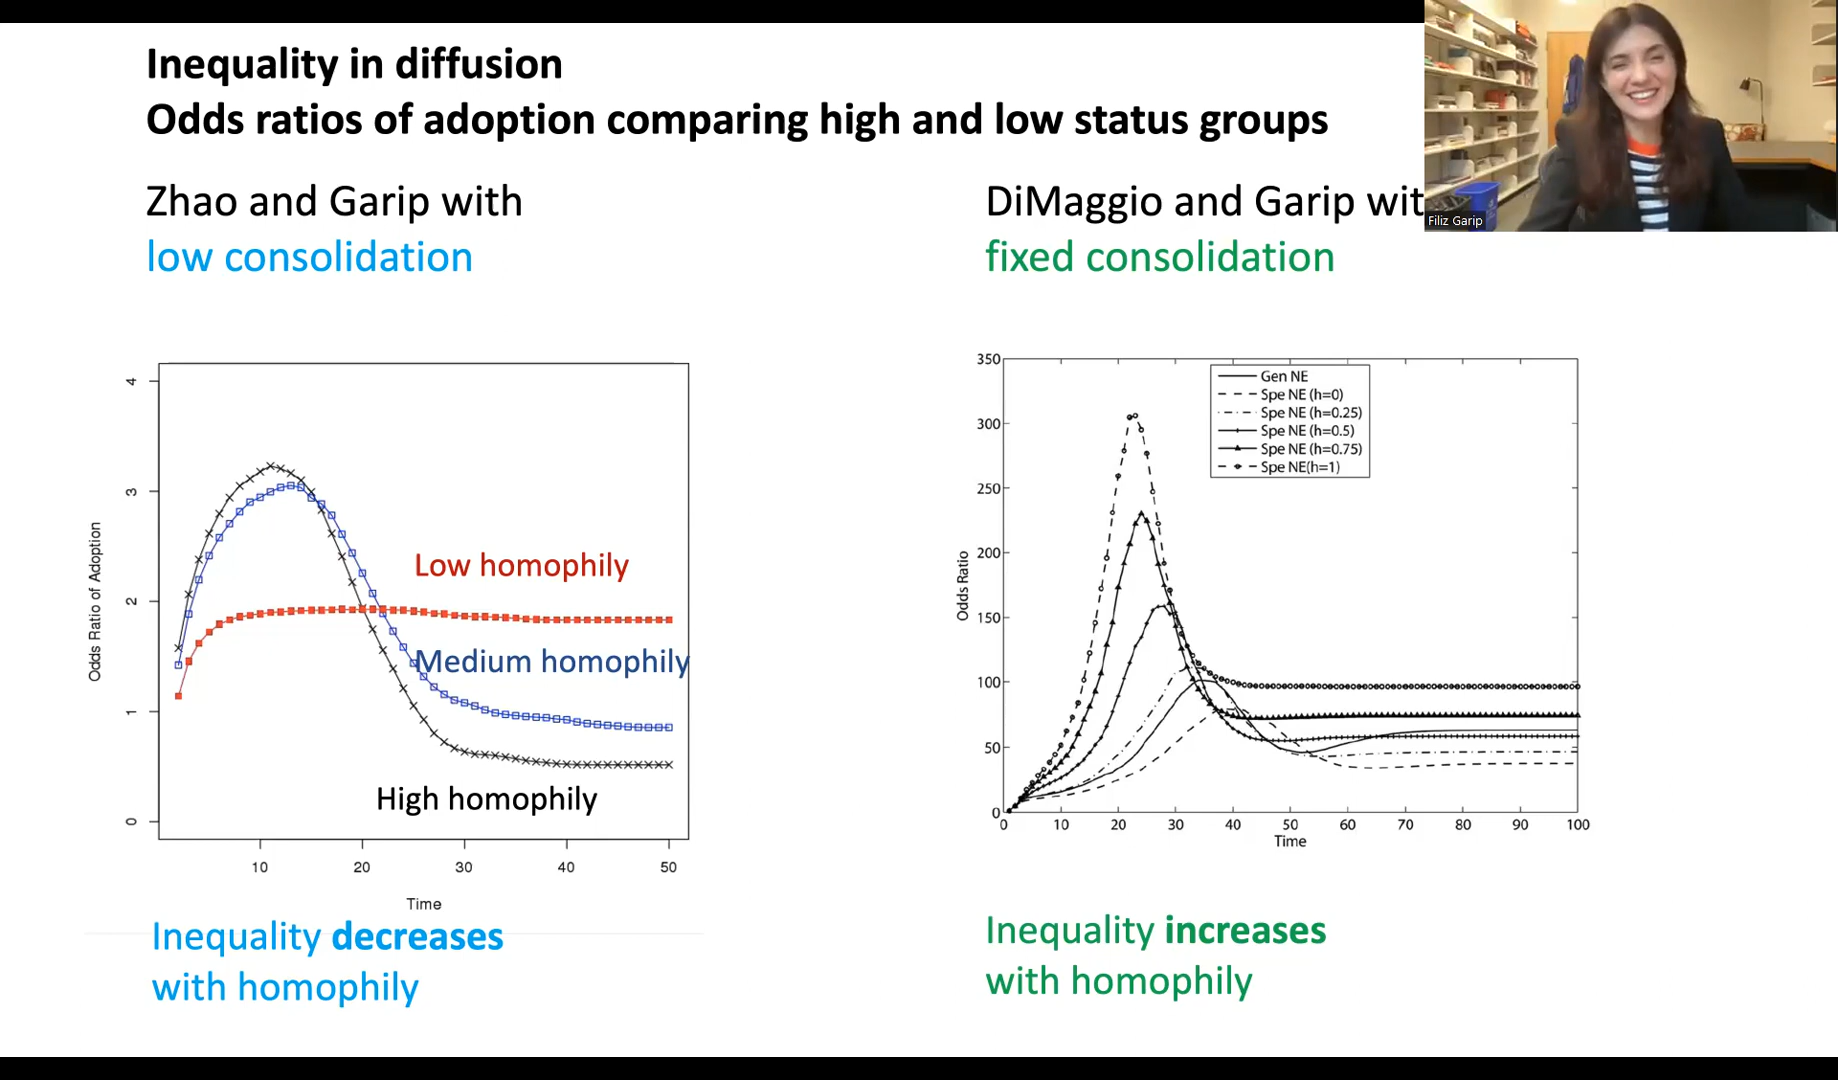 Inequality in diffusion
Odds ratios of adoption comparing high and low status groups
Zhao and Garip with
low consolidation
DiMaggio and Garip wit
fixed consolidation
Filiz Garip
4
3
2
1
0
Odds Ratio of Adoption
Low homophily
Medium homophily
High homophily
10 20 30 40 50
Time
Inequality decreases
with homophily
350
300
250
200
150
100
50
0
Odds Ratio
Gen NE
Spe NE (h=0)
Spe NE (h=0.25)
Spe NE (h=0.5)
Spe NE (h=0.75)
Spe NE(h=1)
0 10 20 30 40 50 60 70 80 90 100
Time
Inequality increases
with homophily